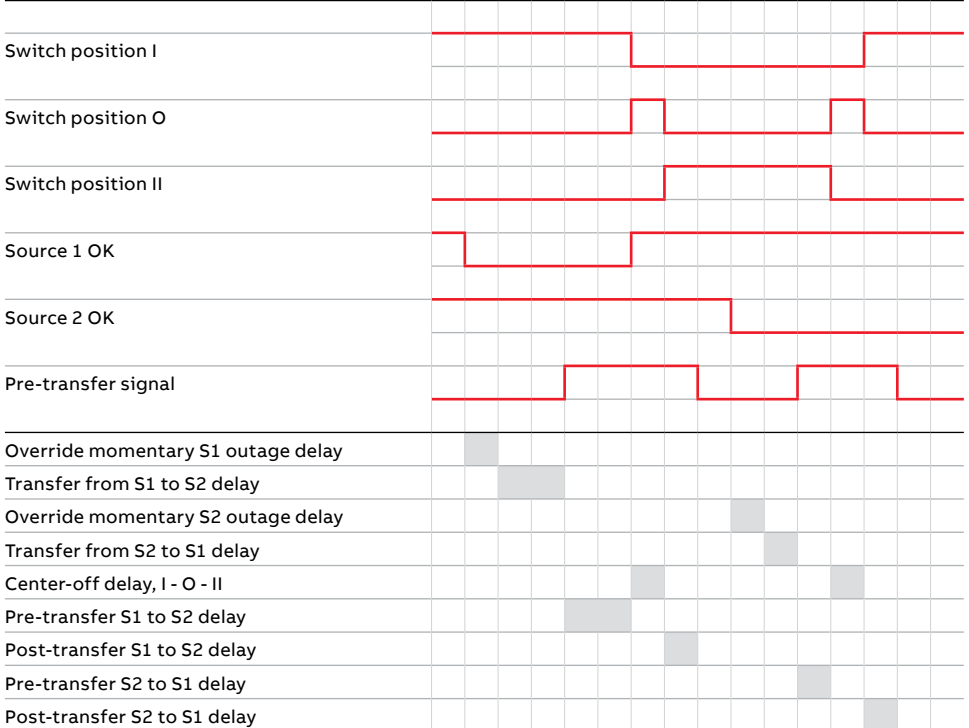 Switch position I
Switch position O
Switch position II
Source 1 OK
Source 2 OK
Pre-transfer signal
Override momentary S1 outage delay
Transfer from S1 to S2 delay
Override momentary S2 outage delay
Transfer from S2 to S1 delay
Center-off delay, I - O - II
Pre-transfer S1 to S2 delay
Post-transfer S1 to S2 delay
Pre-transfer S2 to S1 delay
Post-transfer S2 to S1 delay